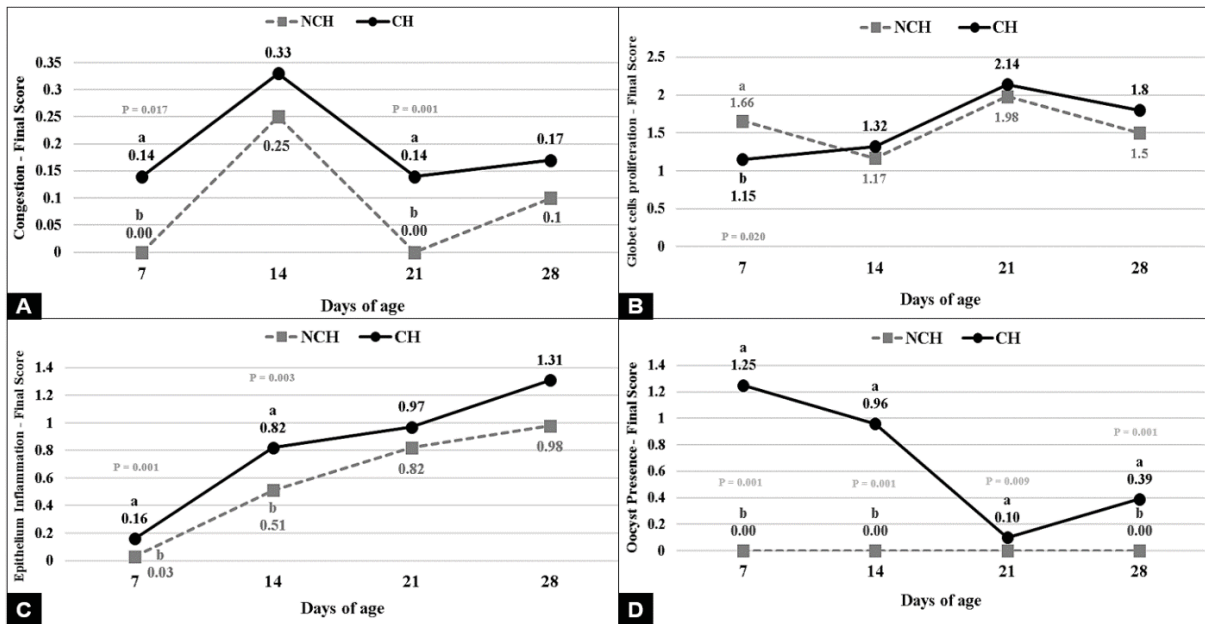 NCH CH
Congestion - Final Score
0.35
0.3
0.25
0.2
0.15
0.1
0.05
0
P = 0.017
P = 0.001
a
0.14
0.33
a
0.14
0.17
b
0.00
0.25
b
0.00
0.1
7 14 21 28
Days of age
A
NCH CH
Globet cells proliferation - Final Score
2.5
2
1.5
1
0.5
0
a
1.66
1.32
2.14
1.8
b
1.15
1.17
1.98
1.5
P = 0.020
7 14 21 28
Days of age
B
NCH CH
Epithelium Inflammation - Final Score
1.4
1.2
1
0.8
0.6
0.4
0.2
0
P = 0.001
P = 0.003
a
0.16
a
0.82
0.97
1.31
b
0.03
b
0.51
0.82
0.98
7 14 21 28
Days of age
C
NCH CH
Oocyst Presence- Final Score
1.4
1.2
1
0.8
0.6
0.4
0.2
0
a
1.25
a
0.96
a
0.10
a
0.39
P = 0.001
P = 0.001
P = 0.009
P = 0.001
b
0.00
b
0.00
b
0.00
7 14 21 28
Days of age
D